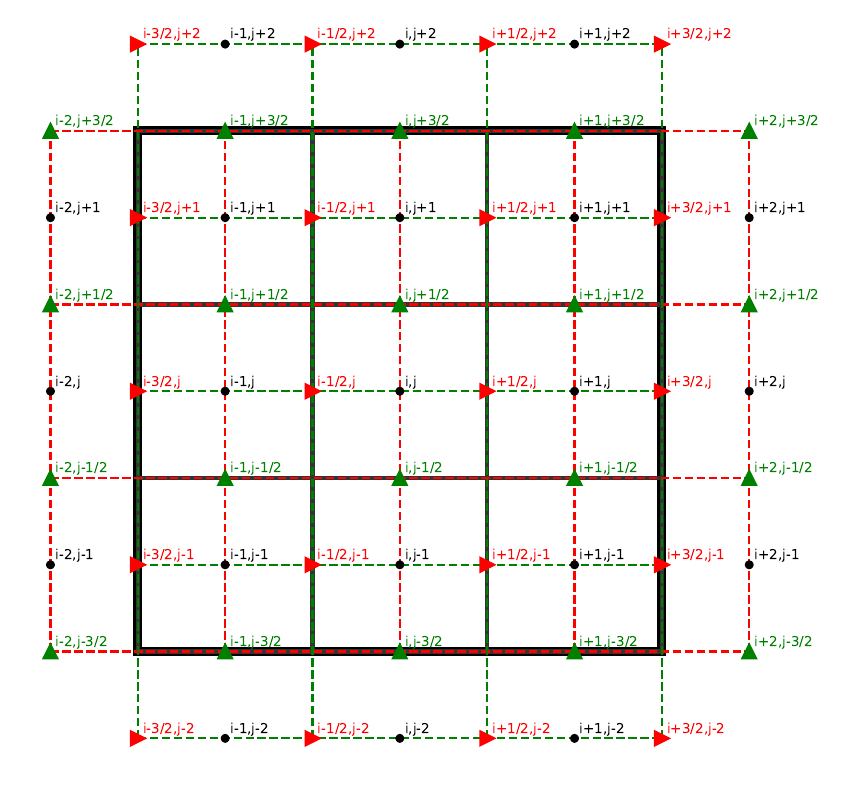 i-3/2,j+2 i-1,j+2 i-1/2,j+2 i,j+2 i+1/2,j+2 i+1,j+2 i+3/2,j+2
i-2,j+3/2 i-1,j+3/2 i,j+3/2 i+1,j+3/2 i+2,j+3/2
i-2,j+1 i-3/2,j+1 i-1,j+1 i-1/2,j+1 i,j+1 i+1/2,j+1 i+1,j+1 i+3/2,j+1 i+2,j+1
i-2,j+1/2 i-1,j+1/2 i,j+1/2 i+1,j+1/2 i+2,j+1/2
i-2,j i-3/2,j i-1,j i-1/2,j i,j i+1/2,j i+1,j i+3/2,j i+2,j
i-2,j-1/2 i-1,j-1/2 i,j-1/2 i+1,j-1/2 i+2,j-1/2
i-2,j-1 i-3/2,j-1 i-1,j-1 i-1/2,j-1 i,j-1 i+1/2,j-1 i+1,j-1 i+3/2,j-1 i+2,j-1
i-2,j-3/2 i-1,j-3/2 i,j-3/2 i+1,j-3/2 i+2,j-3/2
i-3/2,j-2 i-1,j-2 i-1/2,j-2 i,j-2 i+1/2,j-2 i+1,j-2 i+3/2,j-2